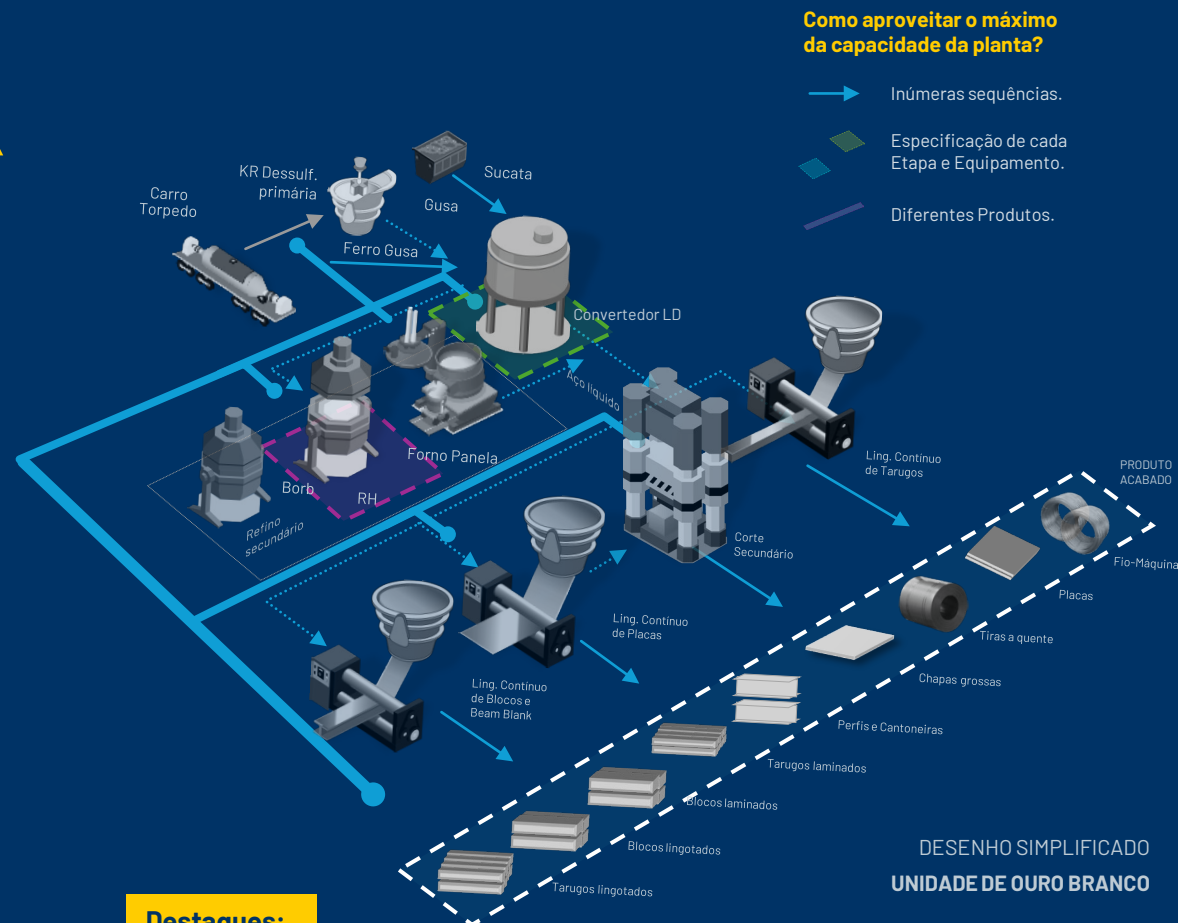 Como aproveitar o máximo
da capacidade da planta?
Inúmeras sequências.
Especificação de cada
Etapa e Equipamento.
Diferentes Produtos.
Sucata
KR Dessulf.
primária
Carro
Torpedo
Gusa
Ferro Gusa
Convertedor LD
Aço líquido
Forno Panela
Borb
RH
Refino
secundário
Ling. Contínuo
de Tarugos
Corte
Secundário
Ling. Contínuo
de Placas
Ling. Contínuo
de Blocos e
Beam Blank
PRODUTO
ACABADO
Fio-Máquina
Placas
Tiras a quente
Chapas grossas
Perfis e Cantoneiras
Tarugos laminados
Blocos laminados
Blocos lingotados
Tarugos lingotados
DESENHO SIMPLIFICADO
UNIDADE DE OURO BRANCO
Destaques: